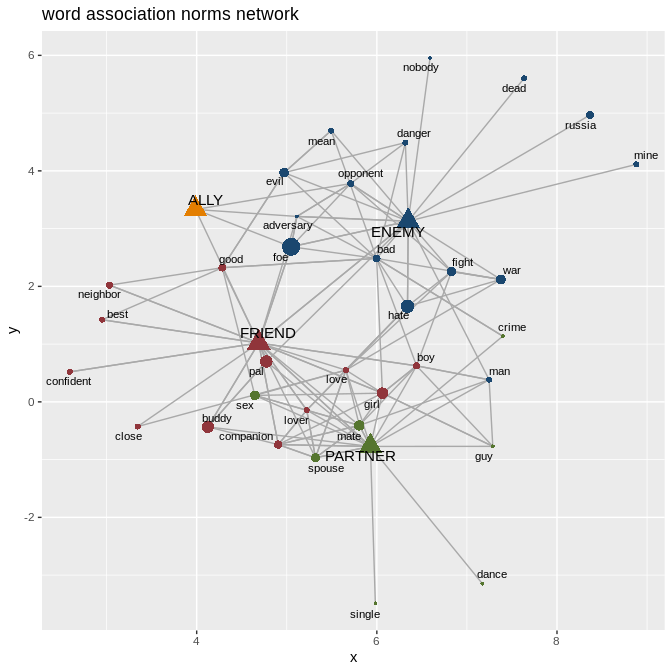 word association norms network
6
nobody
dead
russia
mean
danger
mine
4
evil
opponent
ALLY
adversary
ENEMY
foe
bad
good
fight
war
2
neighbor
hate
best
crime
FRIEND
y
boy
pal
man
love
confident
0
sex
girl
lover
buddy
close
companion
mate
guy
PARTNER
spouse
-2
dance
single
4
6
8
x